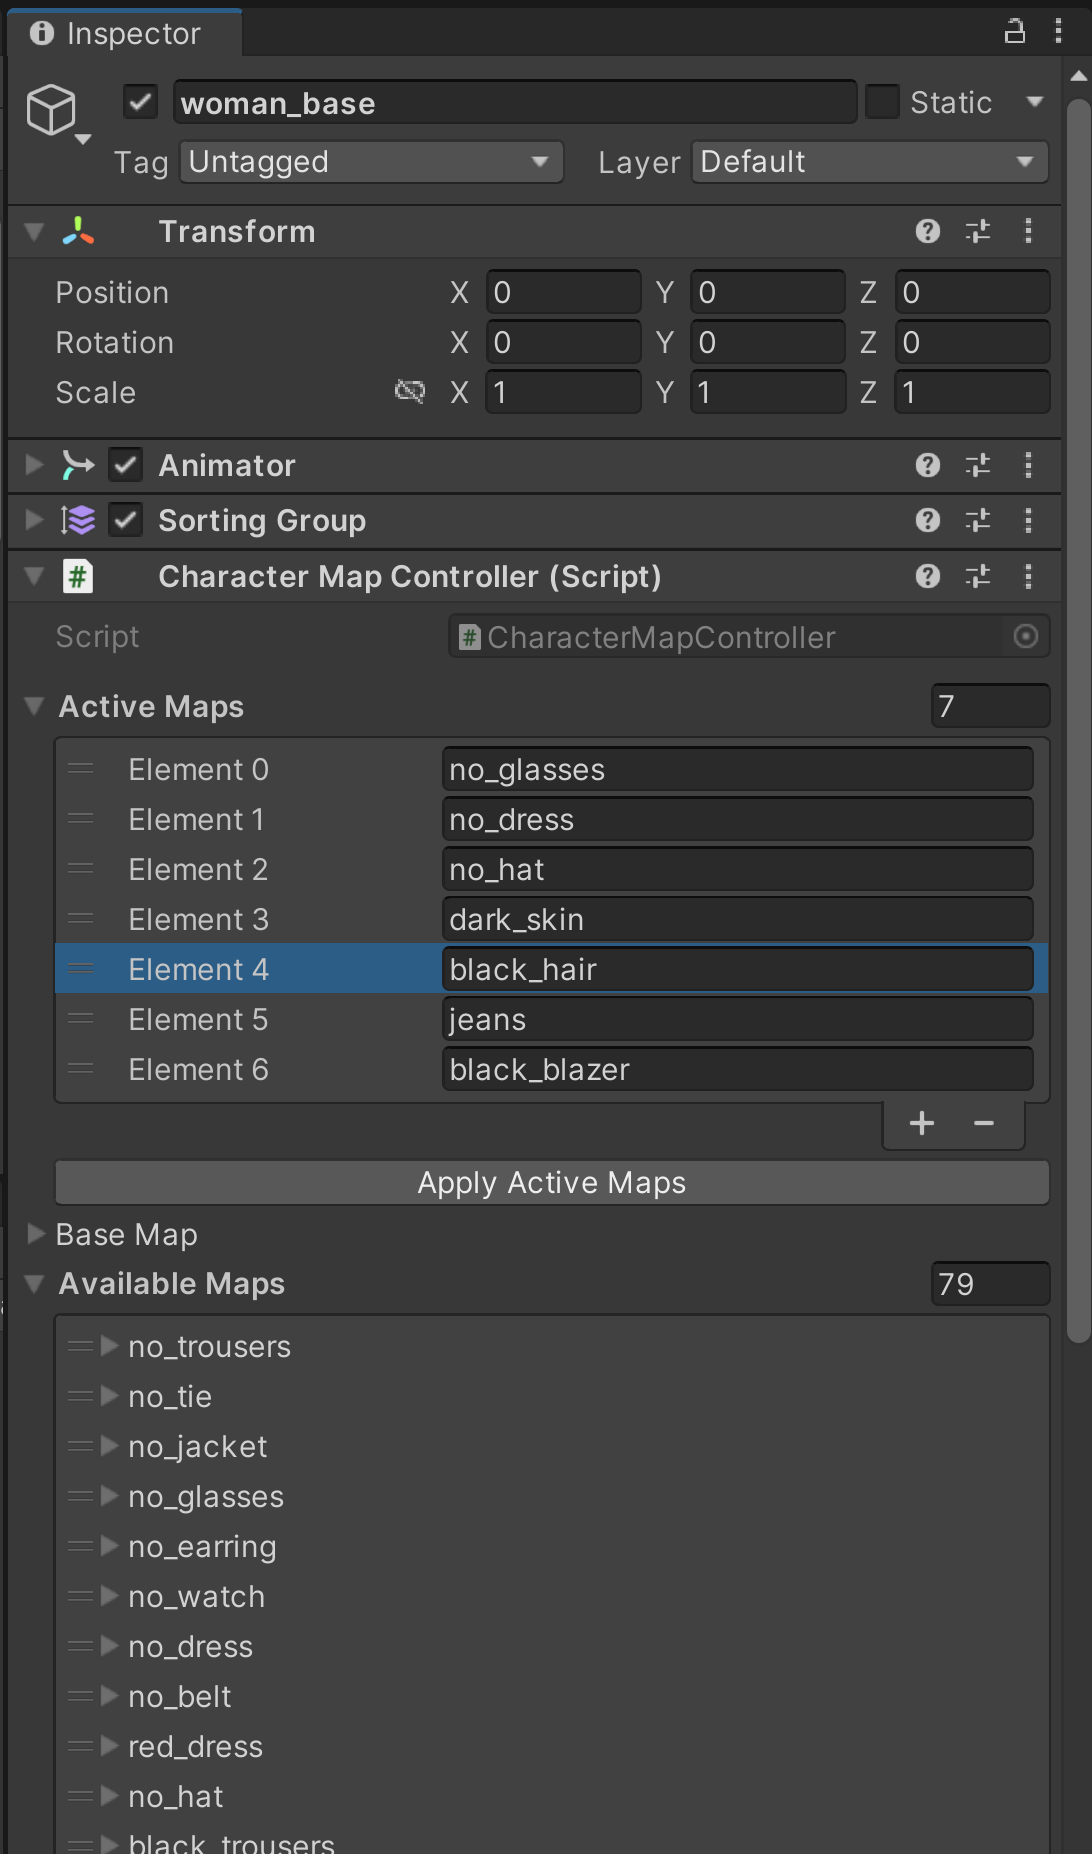 Inspector
woman_base
Static
Tag Untagged Layer Default
Transform
Position X 0 Y 0 Z 0
Rotation X 0 Y 0 Z 0
Scale X 1 Y 1 Z 1
Animator
Sorting Group
# Character Map Controller (Script)
Script # CharacterMapController
Active Maps 7
Element 0 no_glasses
Element 1 no_dress
Element 2 no_hat
Element 3 dark_skin
Element 4 black_hair
Element 5 jeans
Element 6 black_blazer
+ −
Apply Active Maps
Base Map
Available Maps 79
no_trousers
no_tie
no_jacket
no_glasses
no_earring
no_watch
no_dress
no_belt
red_dress
no_hat
black_trousers